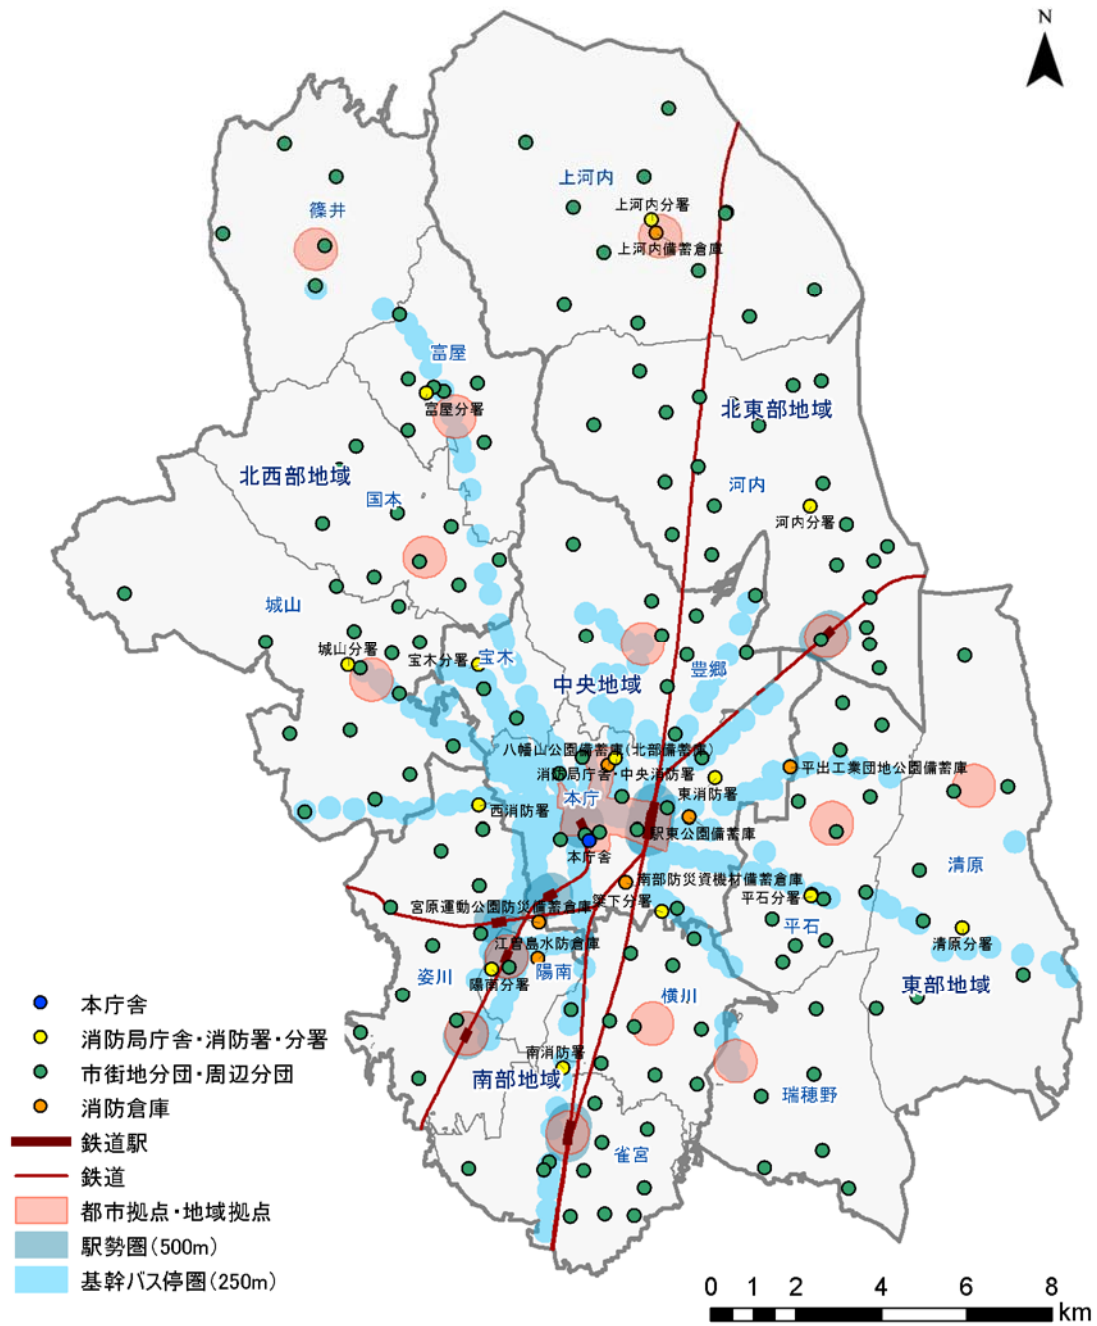 N
上河内
上河内分署
篠井
上河内備蓄倉庫
富屋
富屋分署
北東部地域
北西部地域
河内
国本
河内分署
城山
城山分署
宝木分署
宝木
豊郷
中央地域
八幡山公園備蓄庫(北部備蓄庫)
平出工業団地公園備蓄庫
消防局庁舎・中央消防署
東消防署
本庁
西消防署
駅東公園備蓄庫
本庁舎
清原
南部防災資機材備蓄倉庫
簗下分署
平石分署
宮原運動公園防災備蓄倉庫
平石
清原分署
江曽島水防倉庫
姿川
陽南
陽南分署
東部地域
横川
本庁舎
消防局庁舎・消防署・分署
南消防署
市街地分団・周辺分団
南部地域
瑞穂野
消防倉庫
鉄道駅
雀宮
鉄道
都市拠点・地域拠点
駅勢圏(500m)
基幹バス停圏(250m)
0 1 2 4 6 8
km